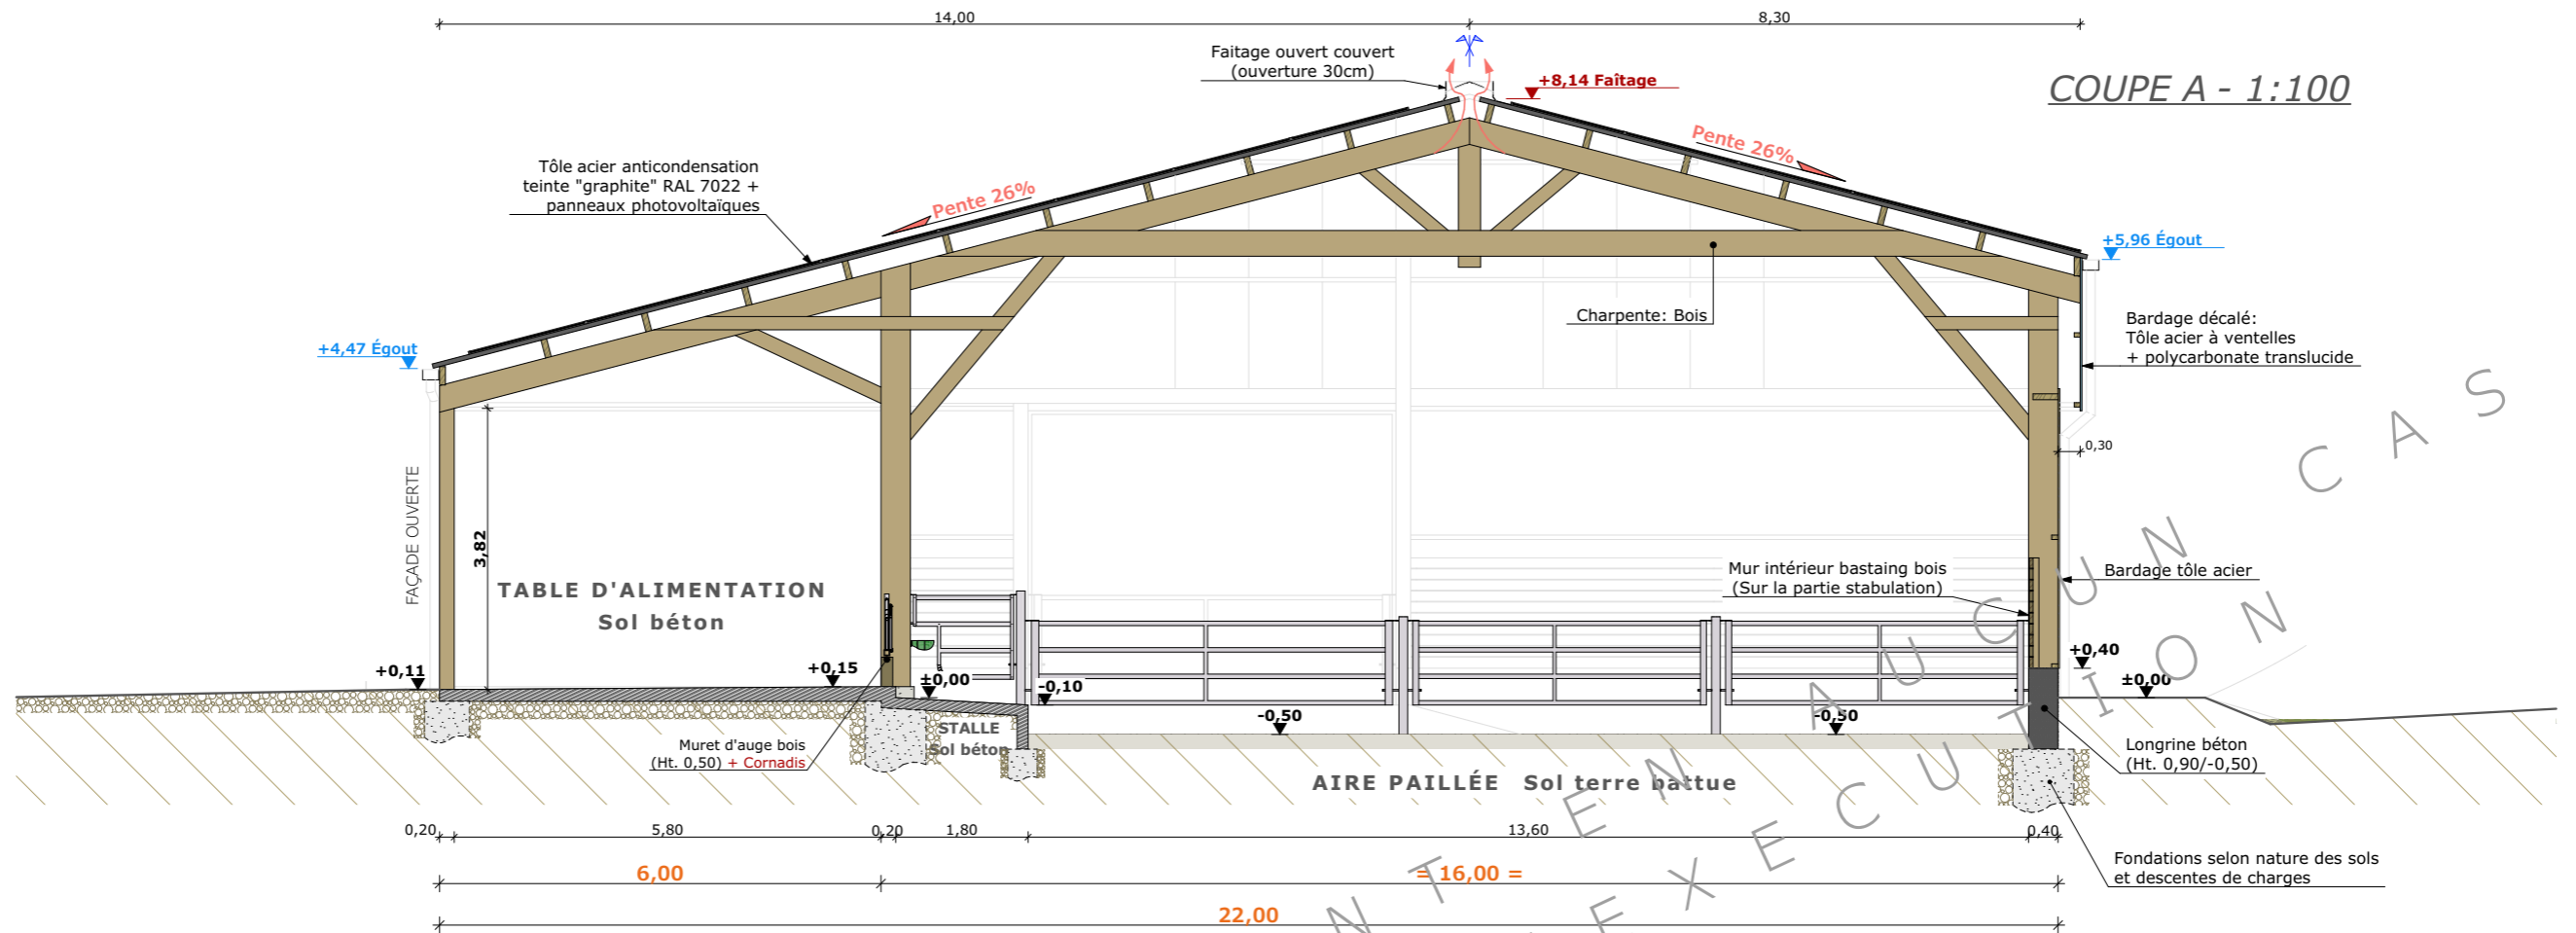 14,00
8,30
Faitage ouvert couvert
(ouverture 30cm)
+8,14 Faîtage
COUPE A - 1:100
Pente 26%
Tôle acier anticondensation
teinte "graphite" RAL 7022 +
panneaux photovoltaïques
Pente 26%
+5,96 Égout
+4,47 Égout
Charpente: Bois
Bardage décalé:
Tôle acier à ventelles
+ polycarbonate translucide
0,30
FAÇADE OUVERTE
3,82
TABLE D'ALIMENTATION
Sol béton
Mur intérieur bastaing bois
(Sur la partie stabulation)
Bardage tôle acier
+0,11
+0,15
±0,00
-0,10
+0,40
±0,00
-0,50
-0,50
STALLE
Sol béton
Muret d'auge bois
(Ht. 0,50) + Cornadis
Longrine béton
(Ht. 0,90/-0,50)
AIRE PAILLÉE Sol terre battue
0,20
5,80
0,20
1,80
13,60
0,40
Fondations selon nature des sols
et descentes de charges
6,00
= 16,00 =
22,00
NT EN AUCUN CAS
EXECUTION